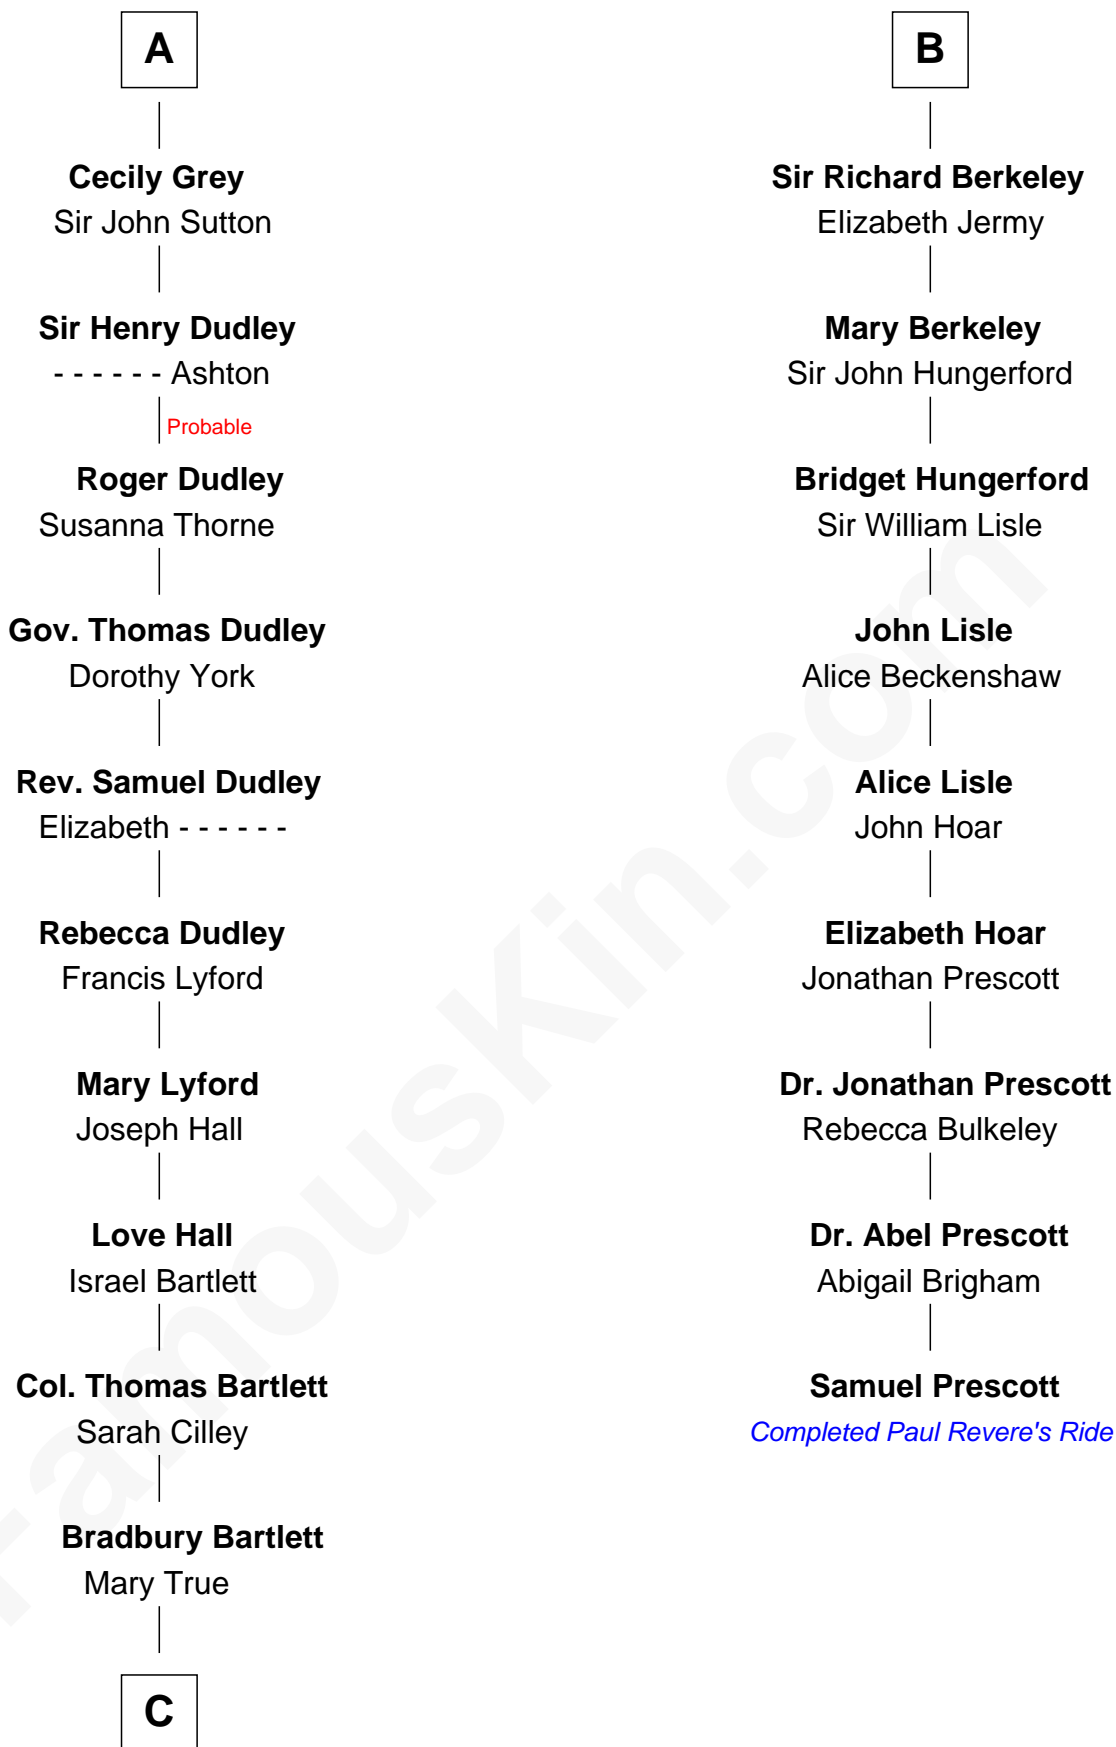 A
Cecily Grey
Sir John Sutton
Sir Henry Dudley
- - - - - - Ashton
Probable
Roger Dudley
Susanna Thorne
Gov. Thomas Dudley
Dorothy York
Rev. Samuel Dudley
Elizabeth - - - - - -
Rebecca Dudley
Francis Lyford
Mary Lyford
Joseph Hall
Love Hall
Israel Bartlett
Col. Thomas Bartlett
Sarah Cilley
Bradbury Bartlett
Mary True
C
B
Sir Richard Berkeley
Elizabeth Jermy
Mary Berkeley
Sir John Hungerford
Bridget Hungerford
Sir William Lisle
John Lisle
Alice Beckenshaw
Alice Lisle
John Hoar
Elizabeth Hoar
Jonathan Prescott
Dr. Jonathan Prescott
Rebecca Bulkeley
Dr. Abel Prescott
Abigail Brigham
Samuel Prescott
Completed Paul Revere's Ride
FamousKin.com